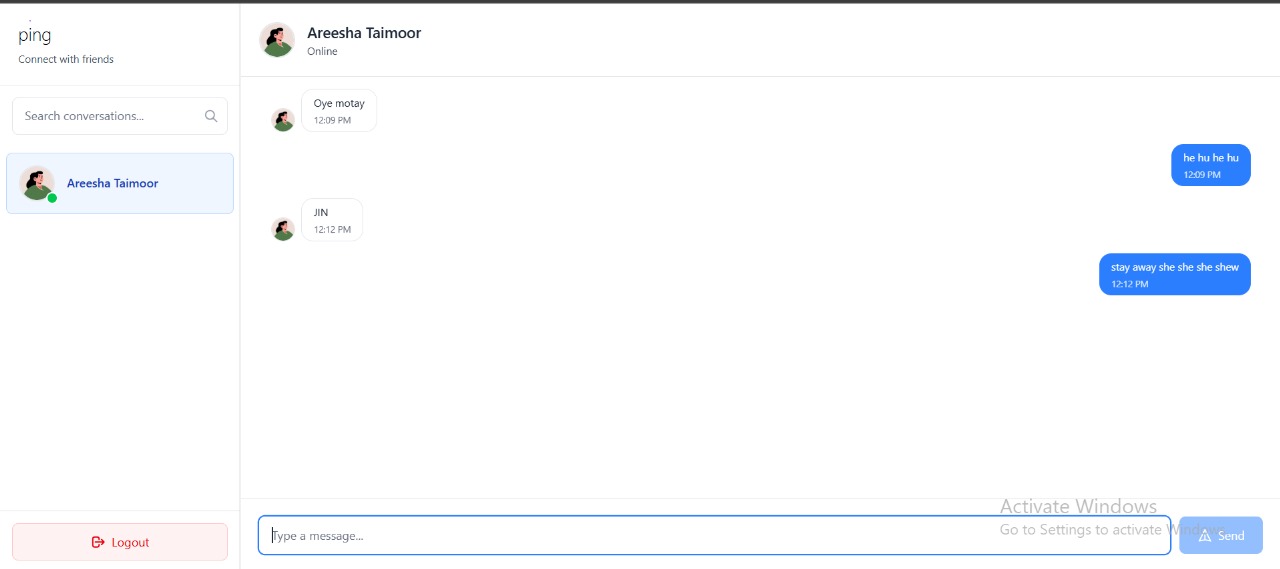 ping
Connect with friends
Search conversations...
Areesha Taimoor
Logout
Areesha Taimoor
Online
Oye motay
12:09 PM
he hu he hu
12:09 PM
JIN
12:12 PM
stay away she she she shew
12:12 PM
Activate Windows
Go to Settings to activate Windows.
Type a message...
Send